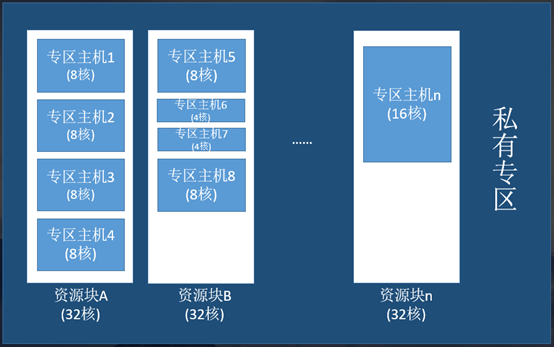 专区主机1
(8核)
专区主机2
(8核)
专区主机3
(8核)
专区主机4
(8核)
资源块A
(32核)
专区主机5
(8核)
专区主机6
(4核)
专区主机7
(4核)
专区主机8
(8核)
资源块B
(32核)
......
专区主机n
(16核)
资源块n
(32核)
私有专区